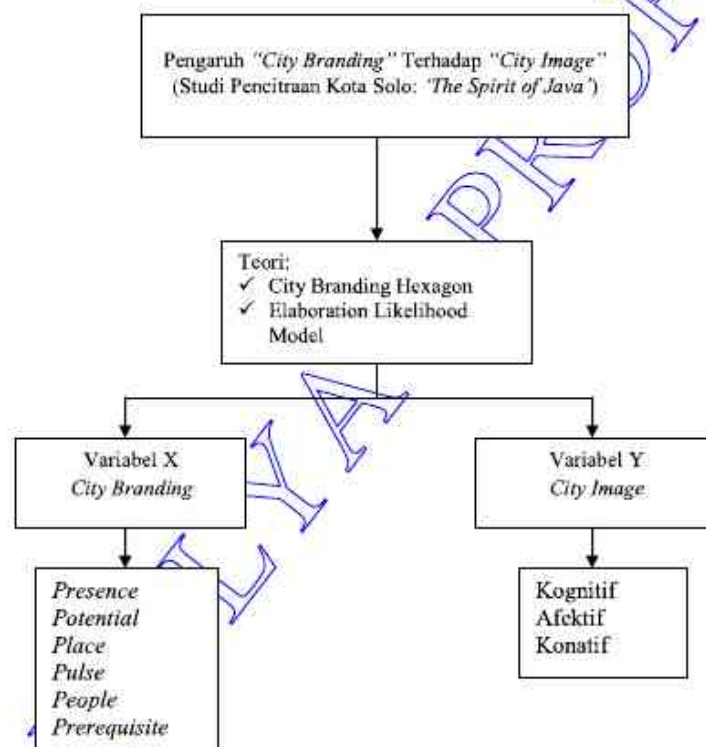 Pengaruh "City Branding" Terhadap "City Image"
(Studi Pencitraan Kota Solo: 'The Spirit of Java')
Teori:
✓ City Branding Hexagon
✓ Elaboration Likelihood
Model
Variabel X
City Branding
Variabel Y
City Image
Presence
Potential
Place
Pulse
People
Prerequisite
Kognitif
Afektif
Konatif